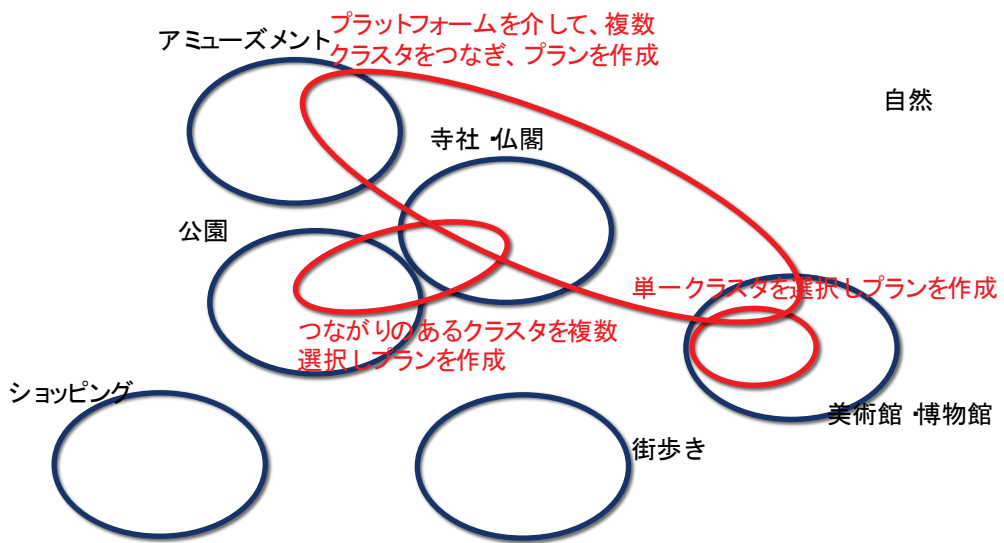 アミューズメント
プラットフォームを介して、複数
クラスタをつなぎ、プランを作成
自然
寺社・仏閣
公園
単一クラスタを選択しプランを作成
つながりのあるクラスタを複数
選択しプランを作成
ショッピング
美術館・博物館
街歩き